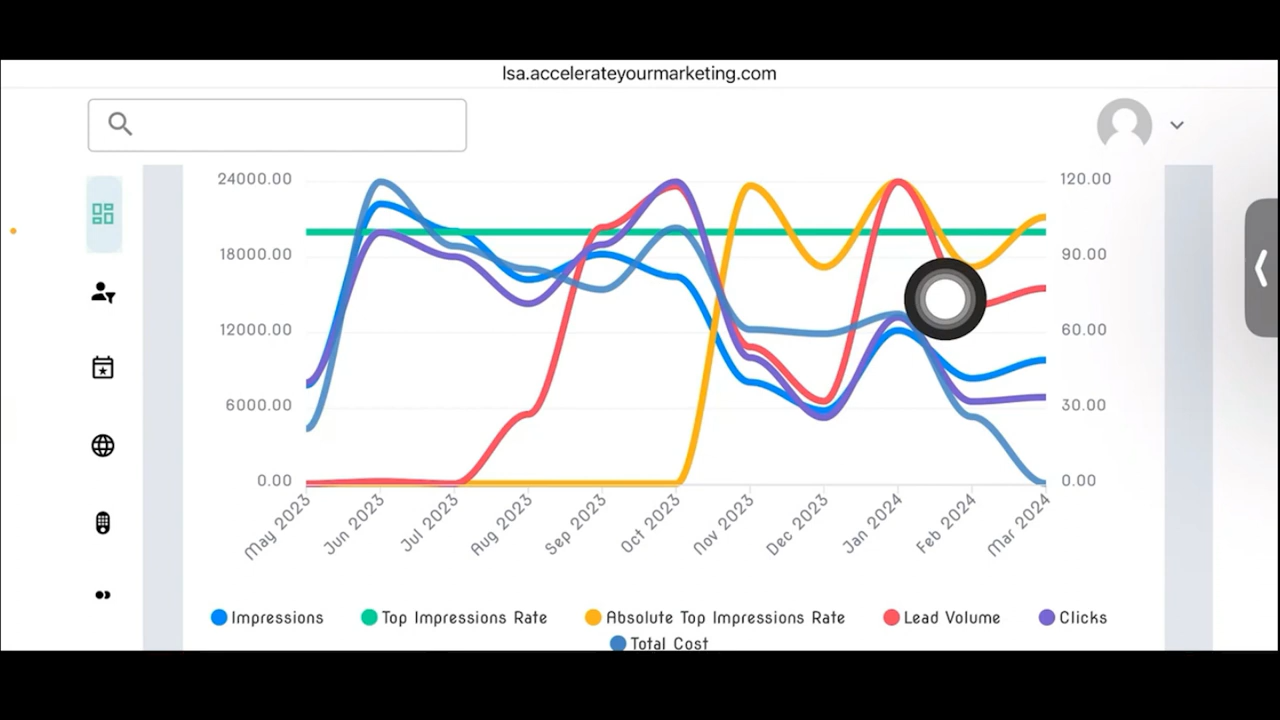 lsa.accelerateyourmarketing.com
24000.00
120.00
18000.00
90.00
12000.00
60.00
6000.00
30.00
0.00
0.00
May 2023
Jun 2023
Jul 2023
Aug 2023
Sep 2023
Oct 2023
Nov 2023
Dec 2023
Jan 2024
Feb 2024
Mar 2024
Impressions
Top Impressions Rate
Absolute Top Impressions Rate
Lead Volume
Clicks
Total Cost